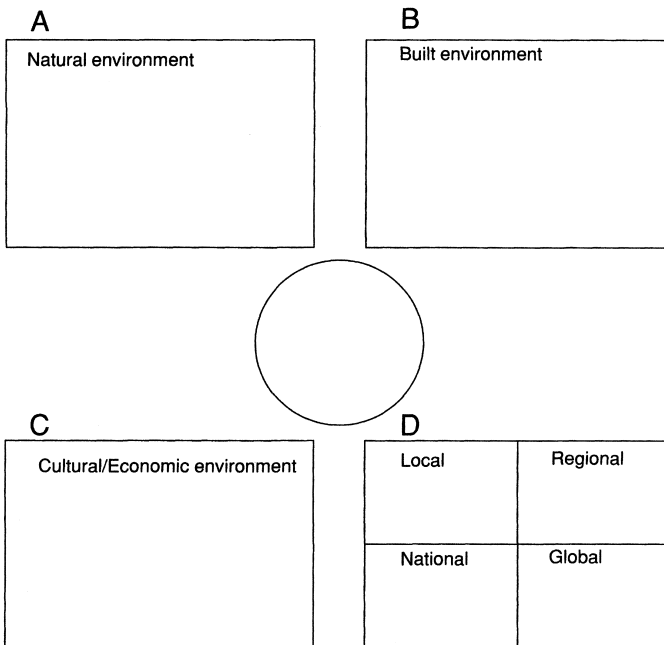 A
B
Natural environment
Built environment
C
D
Cultural/Economic environment
Local
Regional
National
Global